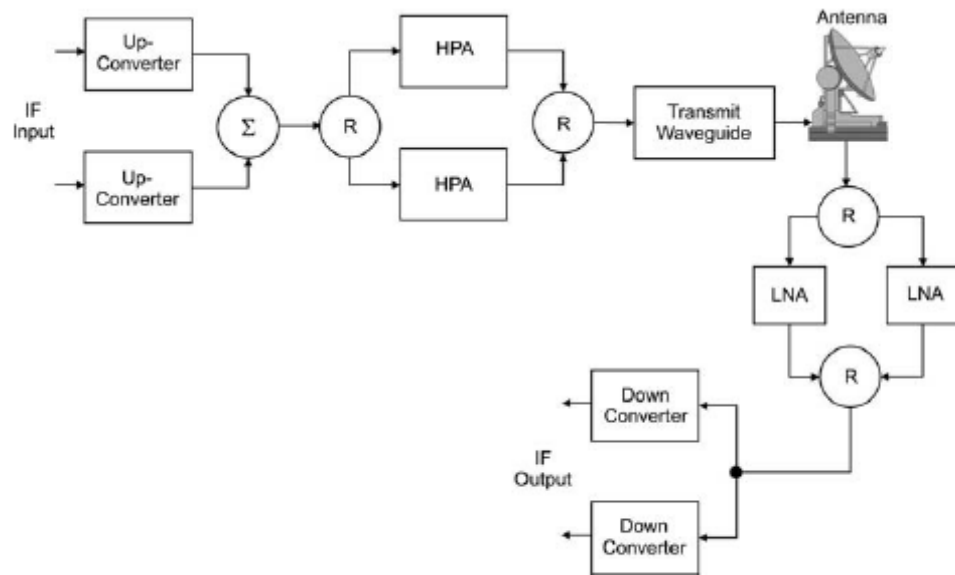 Up-
Converter
HPA
Antenna
IF
Input
Σ
R
R
Transmit
Waveguide
Up-
Converter
HPA
R
LNA
LNA
R
Down
Converter
IF
Output
Down
Converter